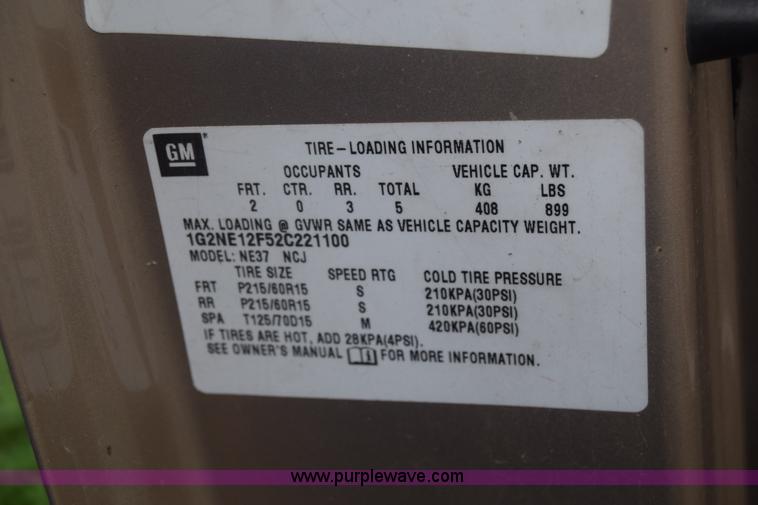 GM
TIRE-LOADING INFORMATION
OCCUPANTS VEHICLE CAP. WT.
FRT. CTR. RR. TOTAL KG LBS
2 0 3 5 408 899
MAX. LOADING @ GVWR SAME AS VEHICLE CAPACITY WEIGHT.
1G2NE12F52C221100
MODEL: NE37 NCJ
TIRE SIZE SPEED RTG COLD TIRE PRESSURE
FRT P215/60R15 S 210KPA(30PSI)
RR P215/60R15 S 210KPA(30PSI)
SPA T125/70D15 M 420KPA(60PSI)
IF TIRES ARE HOT, ADD 28KPA(4PSI).
SEE OWNER'S MANUAL FOR MORE INFORMATION.
www.purplewave.com